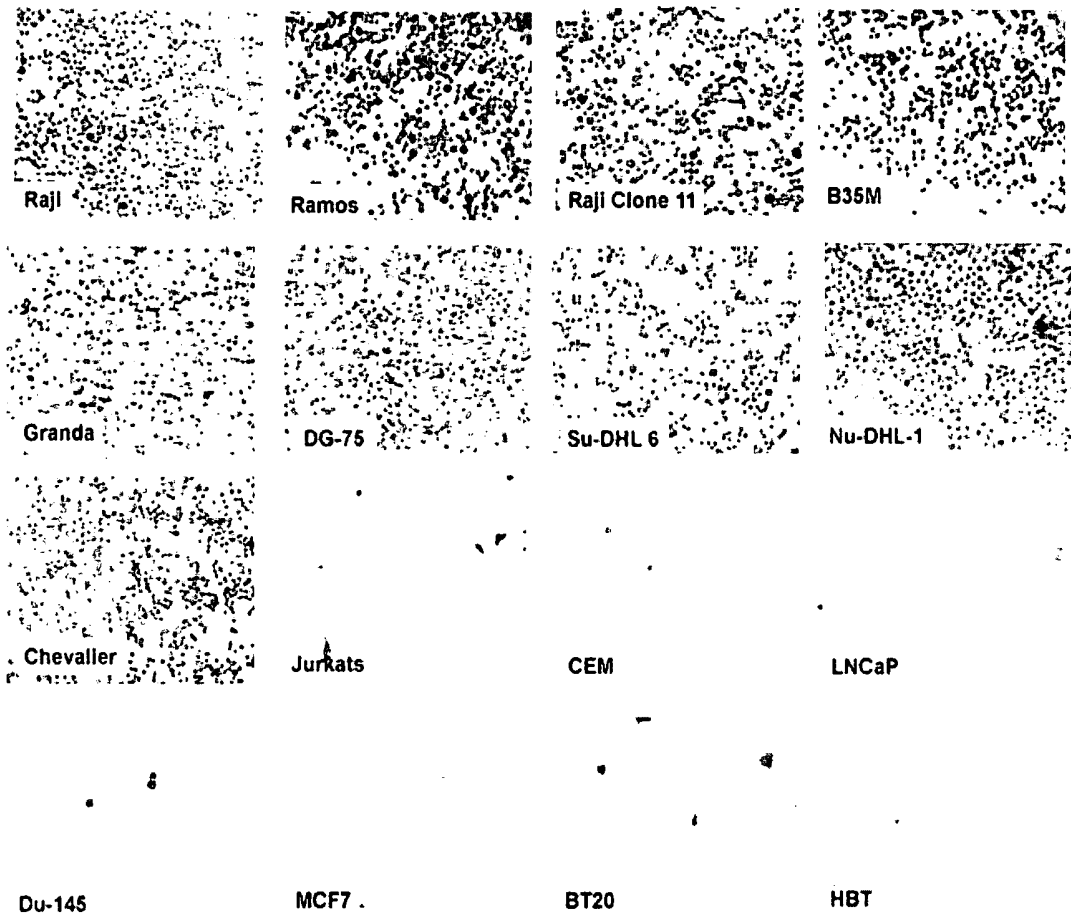 Raji
Ramos
Raji Clone 11
B35M
Granda
DG-75
Su-DHL 6
Nu-DHL-1
Chevalier
Jurkats
CEM
LNCaP
Du-145
MCF7
BT20
HBT